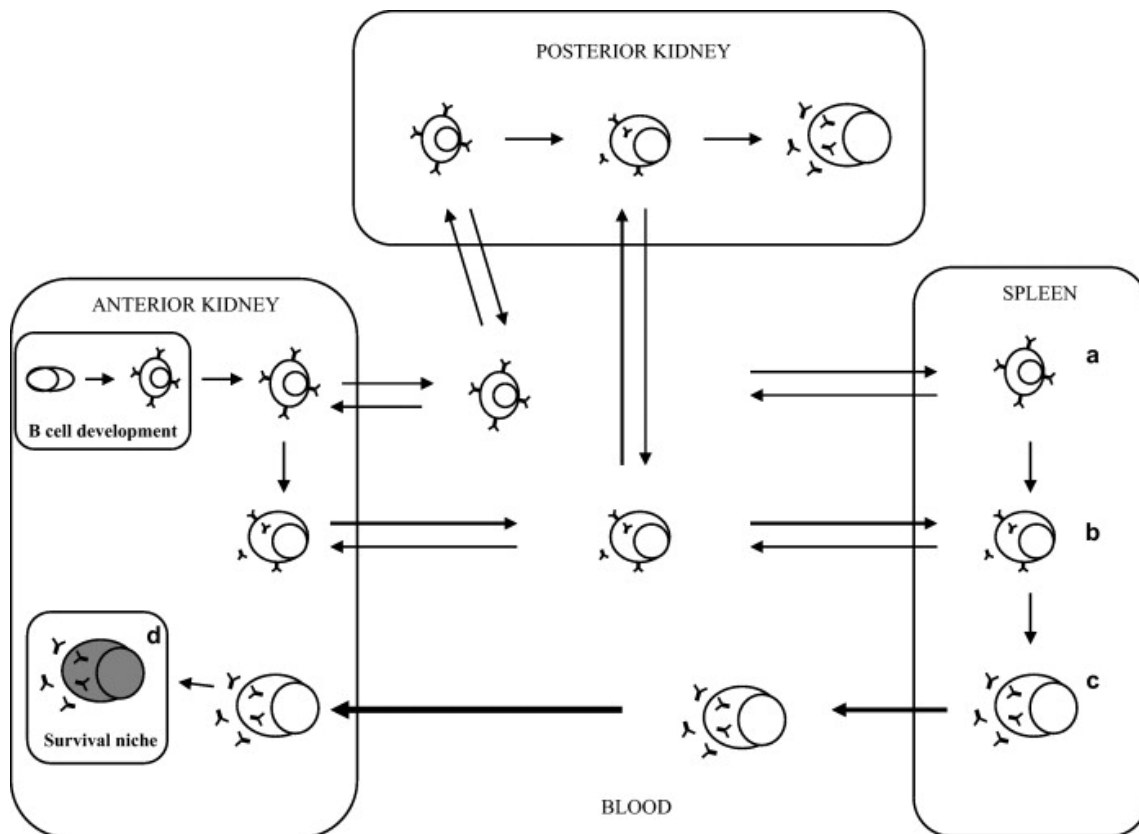 POSTERIOR KIDNEY
ANTERIOR KIDNEY
SPLEEN
a
B cell development
b
d
c
Survival niche
BLOOD